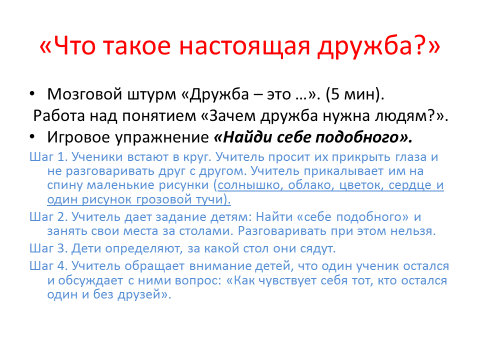 «Что такое настоящая дружба?»
• Мозговой штурм «Дружба – это …». (5 мин).
Работа над понятием «Зачем дружба нужна людям?».
• Игровое упражнение «Найди себе подобного».
Шаг 1. Ученики встают в круг. Учитель просит их прикрыть глаза и
не разговаривать друг с другом. Учитель прикалывает им на
спину маленькие рисунки (солнышко, облако, цветок, сердце и
один рисунок грозовой тучи).
Шаг 2. Учитель дает задание детям: Найти «себе подобного» и
занять свои места за столами. Разговаривать при этом нельзя.
Шаг 3. Дети определяют, за какой стол они сядут.
Шаг 4. Учитель обращает внимание детей, что один ученик остался
и обсуждает с ними вопрос: «Как чувствует себя тот, кто остался
один и без друзей».